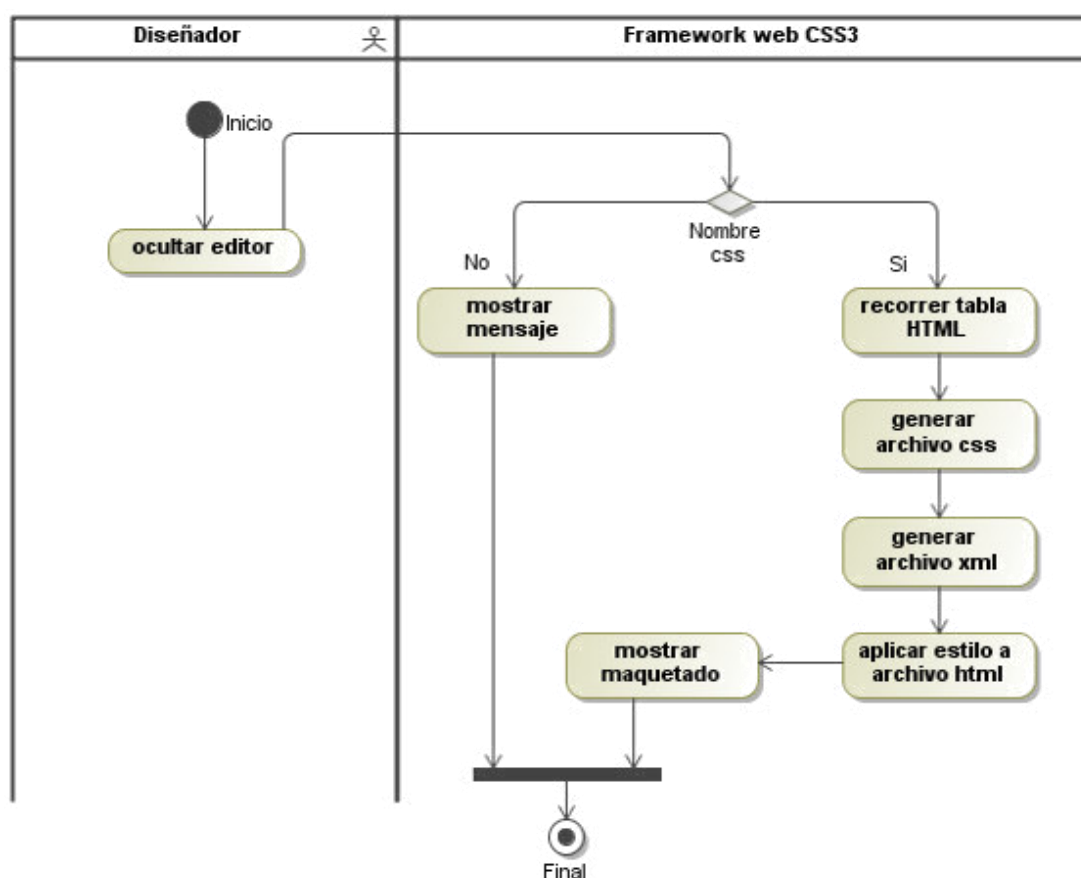 Diseñador
Framework web CSS3
Inicio
ocultar editor
Nombre
css
No
Si
mostrar
mensaje
recorrer tabla
HTML
generar
archivo css
generar
archivo xml
aplicar estilo a
archivo html
mostrar
maquetado
Final